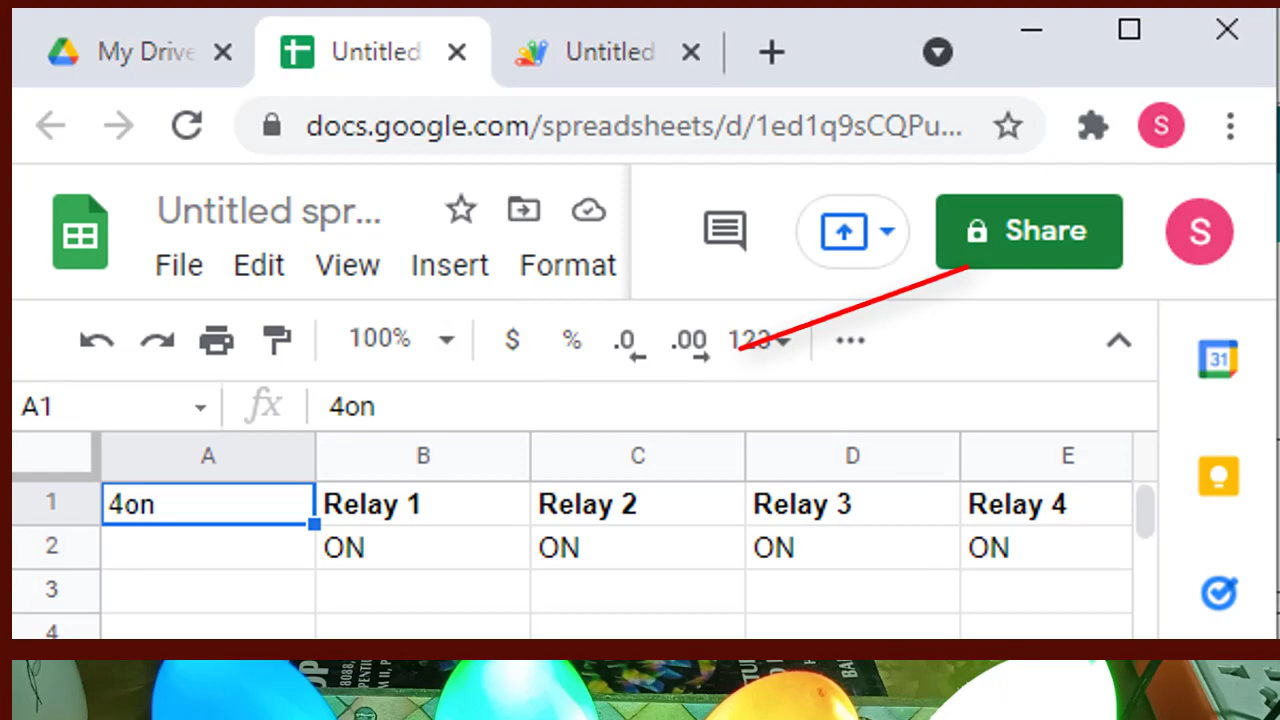 My Drive
Untitled
Untitled
docs.google.com/spreadsheets/d/1ed1q9sCQPu...
S
Untitled spr...
Share
S
File Edit View Insert Format
100% $ % .0 .00 123
31
A1 fx 4on
A B C D E
1 4on Relay 1 Relay 2 Relay 3 Relay 4
2 ON ON ON ON
3
4
8088,